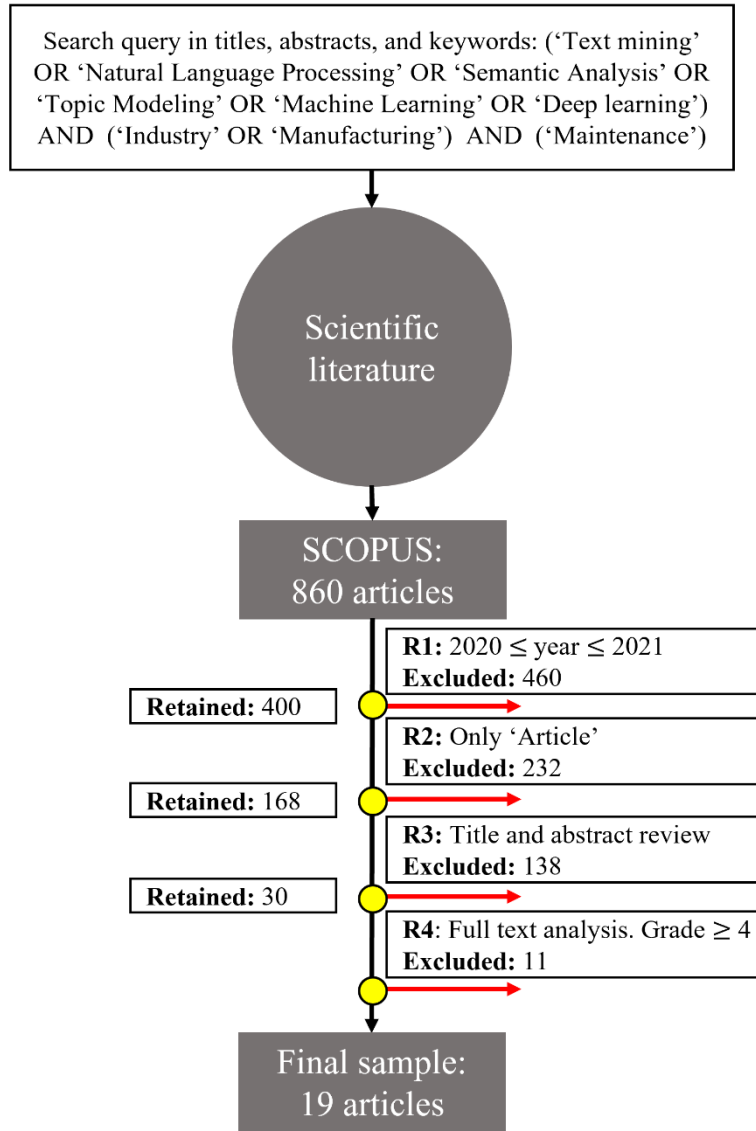 Search query in titles, abstracts, and keywords: (‘Text mining’
OR ‘Natural Language Processing’ OR ‘Semantic Analysis’ OR
‘Topic Modeling’ OR ‘Machine Learning’ OR ‘Deep learning’)
AND (‘Industry’ OR ‘Manufacturing’) AND (‘Maintenance’)
Scientific
literature
SCOPUS:
860 articles
R1: 2020 ≤ year ≤ 2021
Excluded: 460
Retained: 400
R2: Only ‘Article’
Excluded: 232
Retained: 168
R3: Title and abstract review
Excluded: 138
Retained: 30
R4: Full text analysis. Grade ≥ 4
Excluded: 11
Final sample:
19 articles